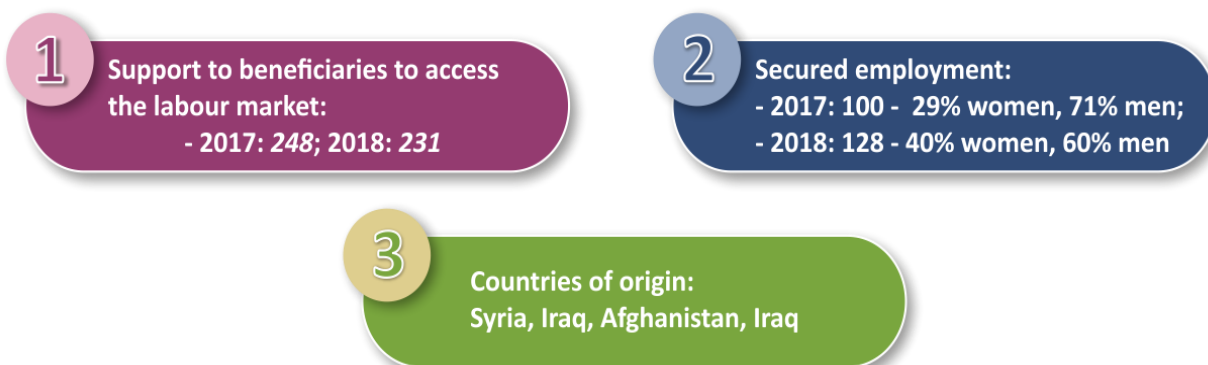 1
Support to beneficiaries to access
the labour market:
- 2017: 248; 2018: 231
2
Secured employment:
- 2017: 100 - 29% women, 71% men;
- 2018: 128 - 40% women, 60% men
3
Countries of origin:
Syria, Iraq, Afghanistan, Iraq